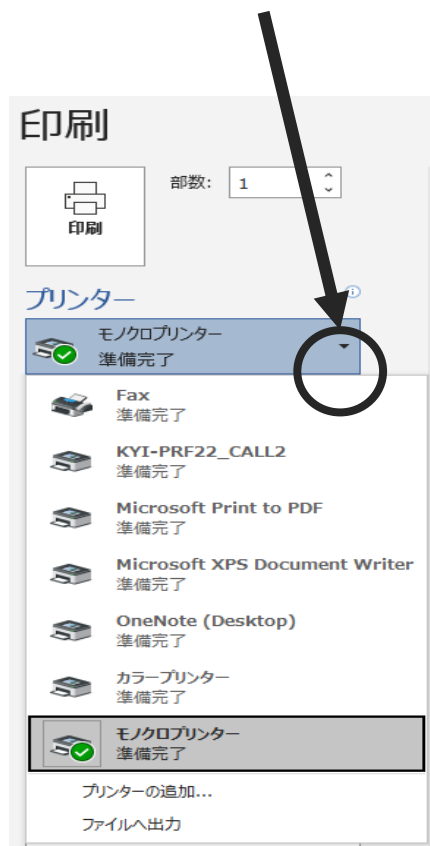 印刷
部数: 1
印刷
プリンター
モノクロプリンター
準備完了
Fax
準備完了
KYI-PRF22_CALL2
準備完了
Microsoft Print to PDF
準備完了
Microsoft XPS Document Writer
準備完了
OneNote (Desktop)
準備完了
カラープリンター
準備完了
モノクロプリンター
準備完了
プリンターの追加...
ファイルへ出力